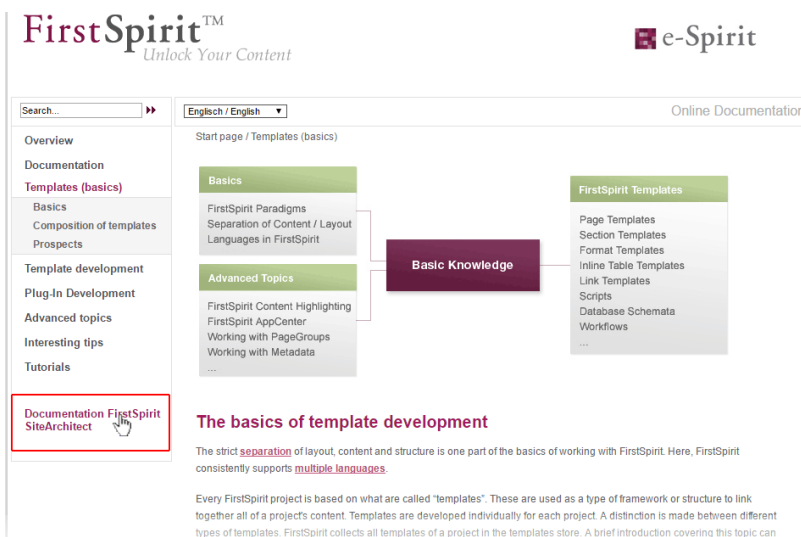 FirstSpirit™
Unlock Your Content
e-Spirit
Search...
Englisch / English
Online Documentation
Overview
Documentation
Templates (basics)
Basics
Composition of templates
Prospects
Template development
Plug-In Development
Advanced topics
Interesting tips
Tutorials
Documentation FirstSpirit
SiteArchitect
Start page / Templates (basics)
Basics
FirstSpirit Paradigms
Separation of Content / Layout
Languages in FirstSpirit
Advanced Topics
FirstSpirit Content Highlighting
FirstSpirit AppCenter
Working with PageGroups
Working with Metadata
...
Basic Knowledge
FirstSpirit Templates
Page Templates
Section Templates
Format Templates
Inline Table Templates
Link Templates
Scripts
Database Schemata
Workflows
...
The basics of template development
The strict separation of layout, content and structure is one part of the basics of working with FirstSpirit. Here, FirstSpirit
consistently supports multiple languages.
Every FirstSpirit project is based on what are called “templates”. These are used as a type of framework or structure to link
together all of a project's content. Templates are developed individually for each project. A distinction is made between different
types of templates. FirstSpirit collects all templates of a project in the templates store. A brief introduction covering this topic can